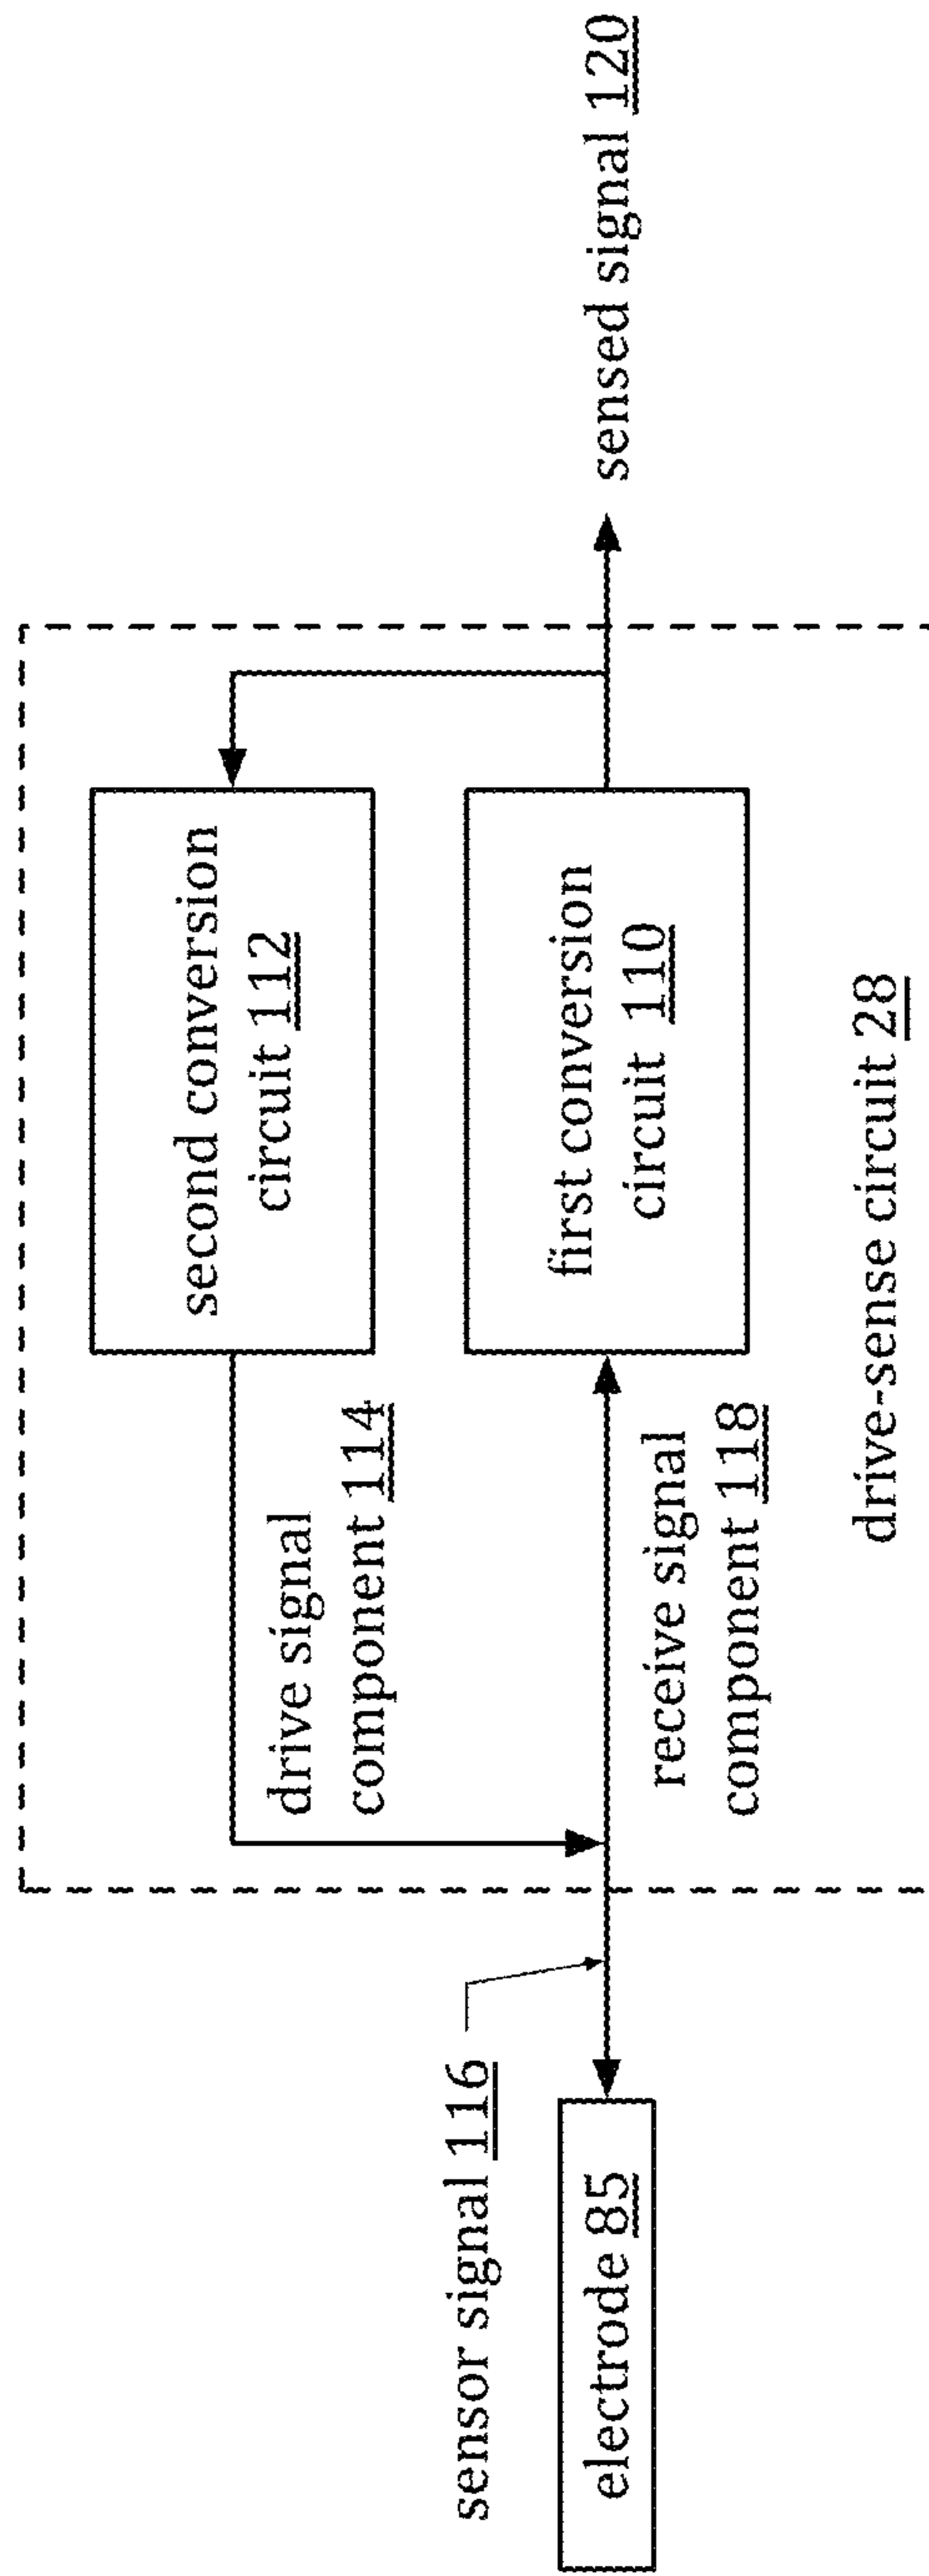 second conversion
circuit 112
drive signal
component 114
sensor signal 116
electrode 85
first conversion
circuit 110
sensed signal 120
receive signal
component 118
drive-sense circuit 28